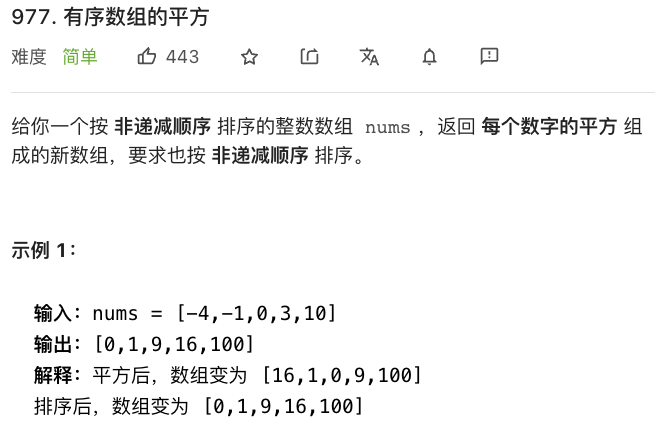 977. 有序数组的平方
难度 简单 443
给你一个按 非递减顺序 排序的整数数组 nums ，返回 每个数字的平方 组
成的新数组，要求也按 非递减顺序 排序。
示例 1：
输入：nums = [-4,-1,0,3,10]
输出：[0,1,9,16,100]
解释：平方后，数组变为 [16,1,0,9,100]
排序后，数组变为 [0,1,9,16,100]